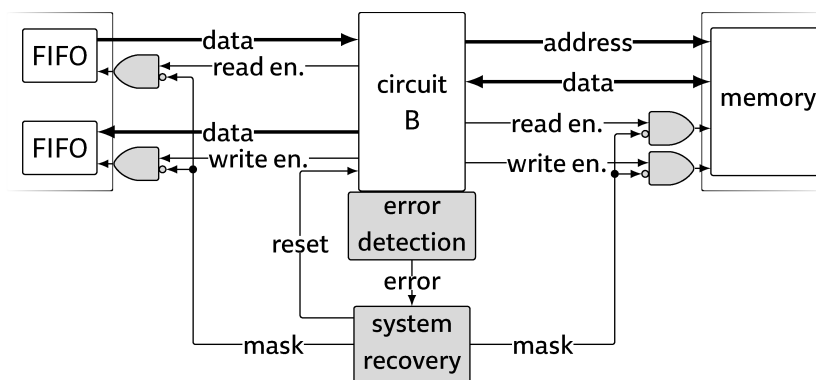 FIFO
data
read en.
FIFO
data
write en.
circuit
B
address
data
read en.
write en.
memory
error
detection
reset
error
system
recovery
mask
mask